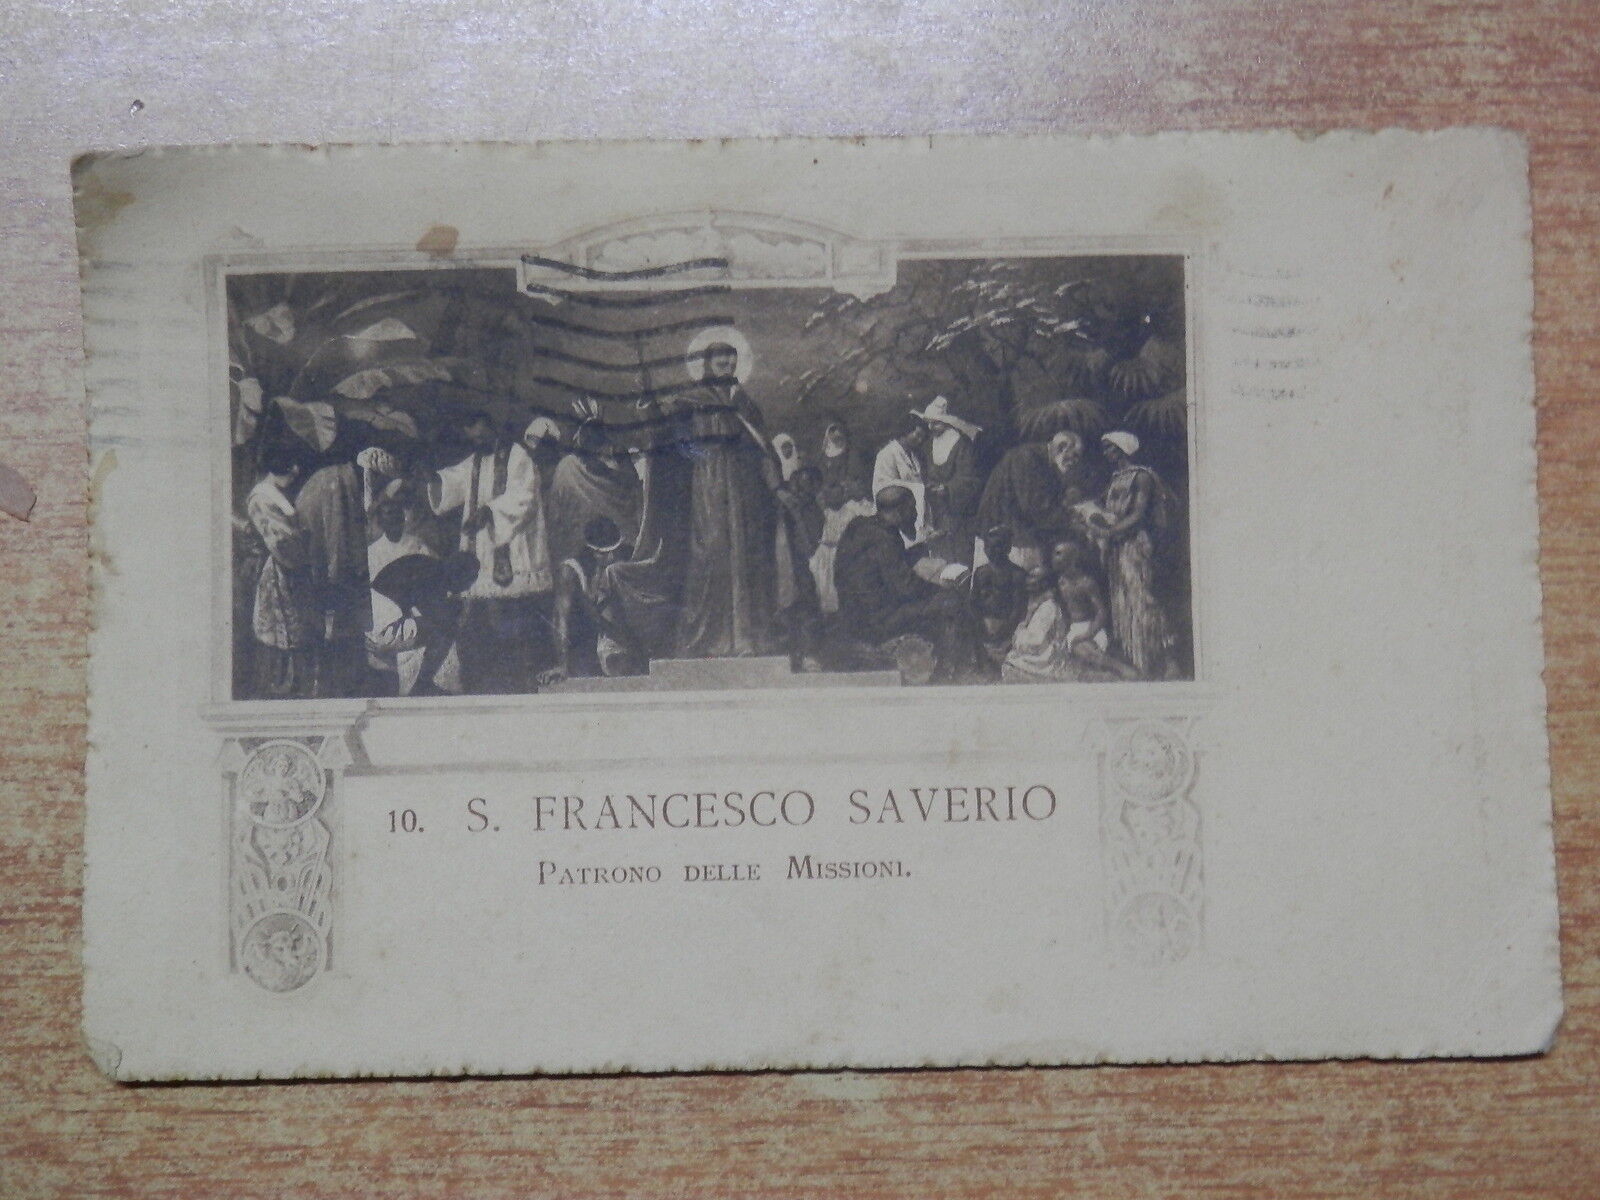 10. S. FRANCESCO SAVERIO
PATRONO DELLE MISSIONI.